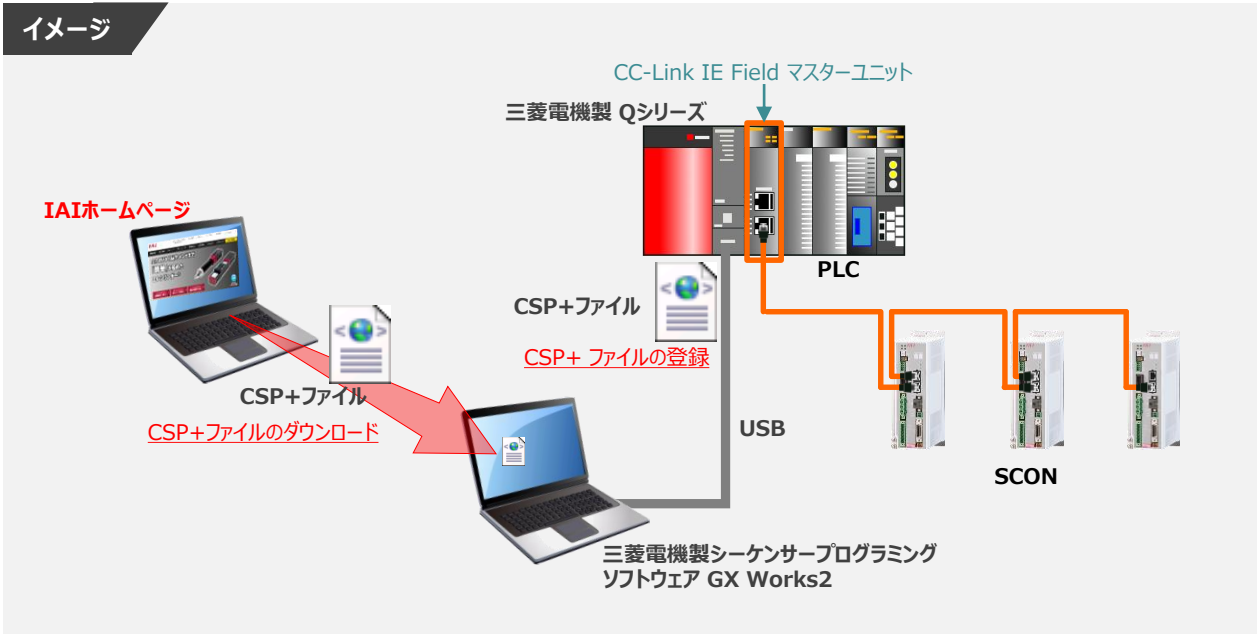 イメージ
CC-Link IE Field マスターユニット
三菱電機製 Qシリーズ
IAIホームページ
PLC
CSP+ファイル
CSP+ ファイルの登録
CSP+ファイル
CSP+ファイルのダウンロード
USB
SCON
三菱電機製シーケンサープログラミング
ソフトウェア GX Works2